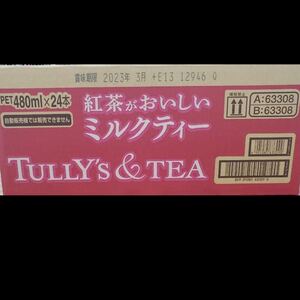 賞味期限 2023年 3月 +E13 12946 Q
PET480ml×24本
自動販売機では販売できません
紅茶がおいしい
ミルクティー
A:63308
B:63308
TULLY'S & TEA